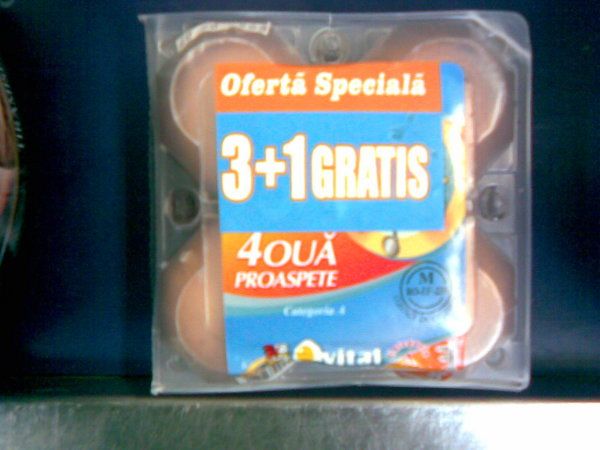 Ofertă Specială
3+1 GRATIS
4 OUĂ
PROASPETE
M
Categoria A
vital